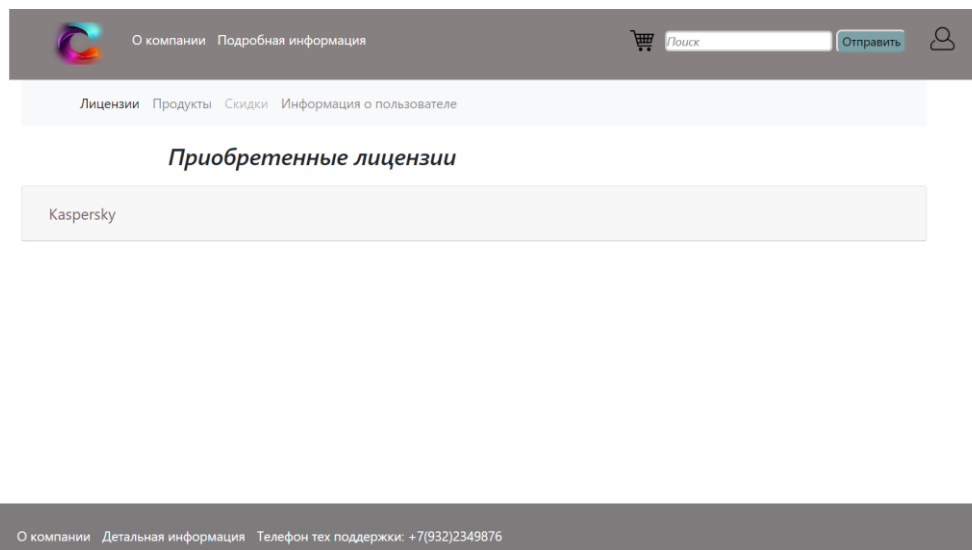 О компании Подробная информация Поиск Отправить
Лицензии Продукты Скидки Информация о пользователе
Приобретенные лицензии
Kaspersky
О компании Детальная информация Телефон тех поддержки: +7(932)2349876